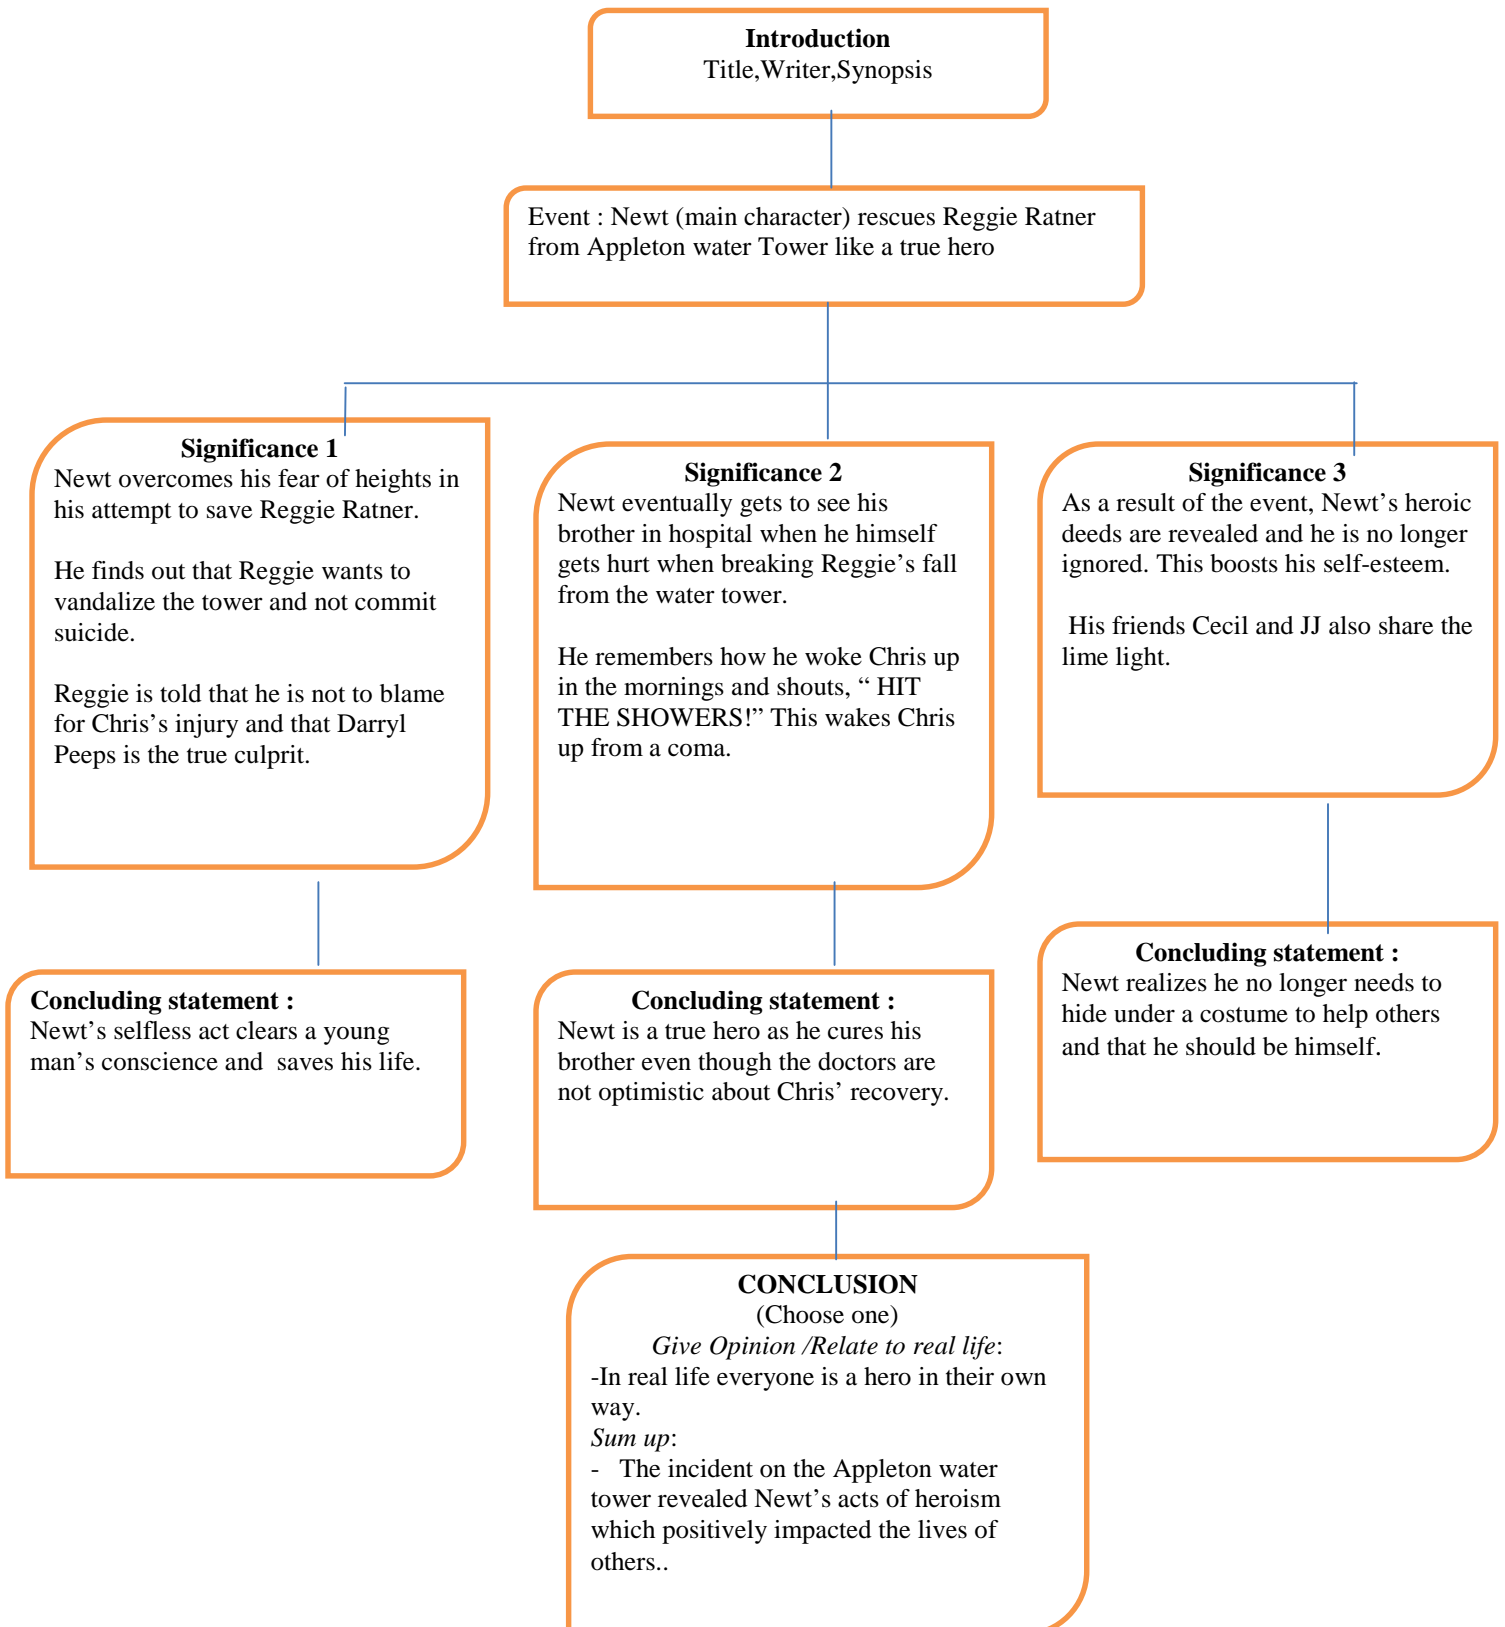 Introduction
Title,Writer,Synopsis
Event : Newt (main character) rescues Reggie Ratner
from Appleton water Tower like a true hero
Significance 1
Newt overcomes his fear of heights in
his attempt to save Reggie Ratner.
He finds out that Reggie wants to
vandalize the tower and not commit
suicide.
Reggie is told that he is not to blame
for Chris’s injury and that Darryl
Peeps is the true culprit.
Significance 2
Newt eventually gets to see his
brother in hospital when he himself
gets hurt when breaking Reggie’s fall
from the water tower.
He remembers how he woke Chris up
in the mornings and shouts, “ HIT
THE SHOWERS!” This wakes Chris
up from a coma.
Significance 3
As a result of the event, Newt’s heroic
deeds are revealed and he is no longer
ignored. This boosts his self-esteem.
His friends Cecil and JJ also share the
lime light.
Concluding statement :
Newt’s selfless act clears a young
man’s conscience and  saves his life.
Concluding statement :
Newt is a true hero as he cures his
brother even though the doctors are
not optimistic about Chris’ recovery.
Concluding statement :
Newt realizes he no longer needs to
hide under a costume to help others
and that he should be himself.
CONCLUSION
(Choose one)
Give Opinion /Relate to real life:
-In real life everyone is a hero in their own
way.
Sum up:
-   The incident on the Appleton water
tower revealed Newt’s acts of heroism
which positively impacted the lives of
others..